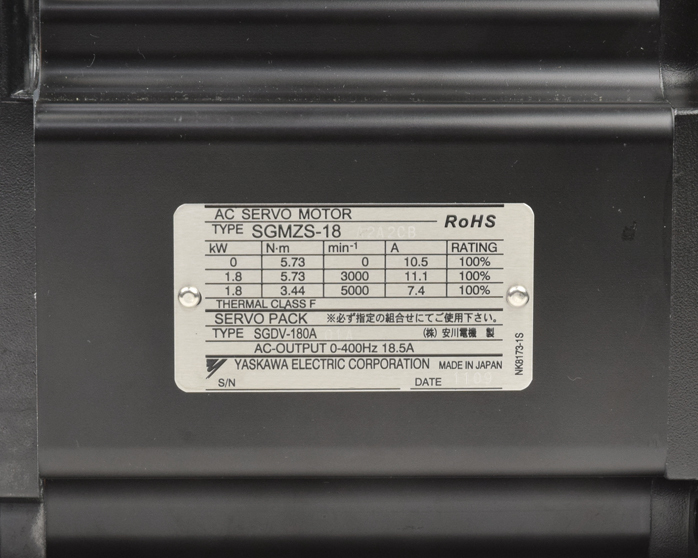 AC SERVO MOTOR
RoHS
TYPE SGMZS-18
kW N·m min⁻¹ A RATING
0 5.73 0 10.5 100%
1.8 5.73 3000 11.1 100%
1.8 3.44 5000 7.4 100%
THERMAL CLASS F
SERVO PACK ※必ず指定の組合せにてご使用下さい。
TYPE SGDV-180A (株) 安川電機 製
AC-OUTPUT 0-400Hz 18.5A
YASKAWA ELECTRIC CORPORATION MADE IN JAPAN
S/N DATE
NK8173-1S